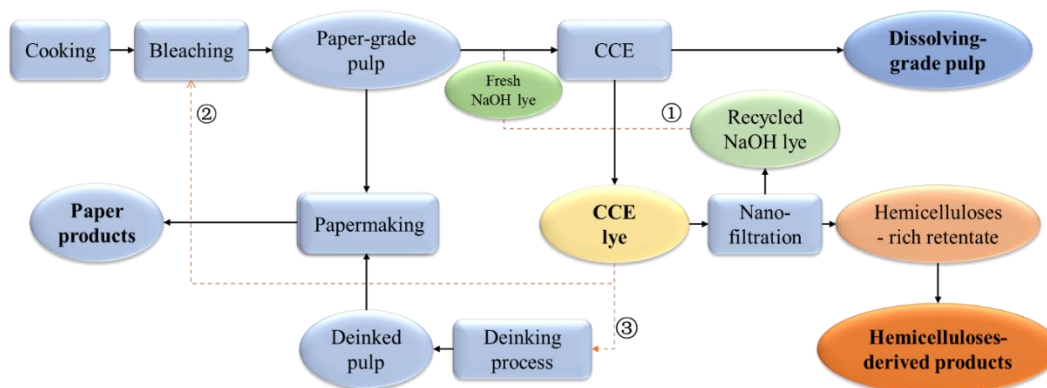 Cooking
Bleaching
Paper-grade
pulp
CCE
Dissolving-
grade pulp
Fresh
NaOH lye
②
①
Recycled
NaOH lye
Paper
products
Papermaking
CCE
lye
Nano-
filtration
Hemicelluloses
- rich retentate
③
Deinked
pulp
Deinking
process
Hemicelluloses-
derived products